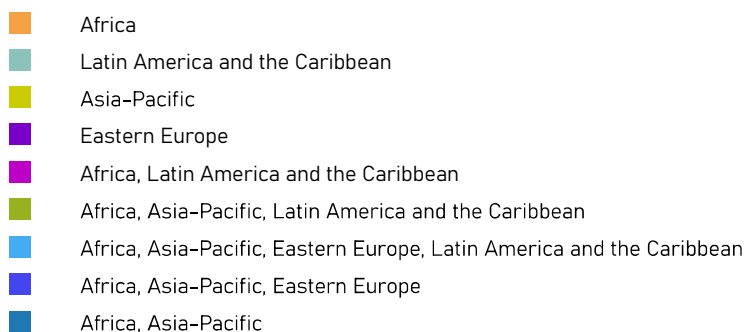 Africa
Latin America and the Caribbean
Asia-Pacific
Eastern Europe
Africa, Latin America and the Caribbean
Africa, Asia-Pacific, Latin America and the Caribbean
Africa, Asia-Pacific, Eastern Europe, Latin America and the Caribbean
Africa, Asia-Pacific, Eastern Europe
Africa, Asia-Pacific